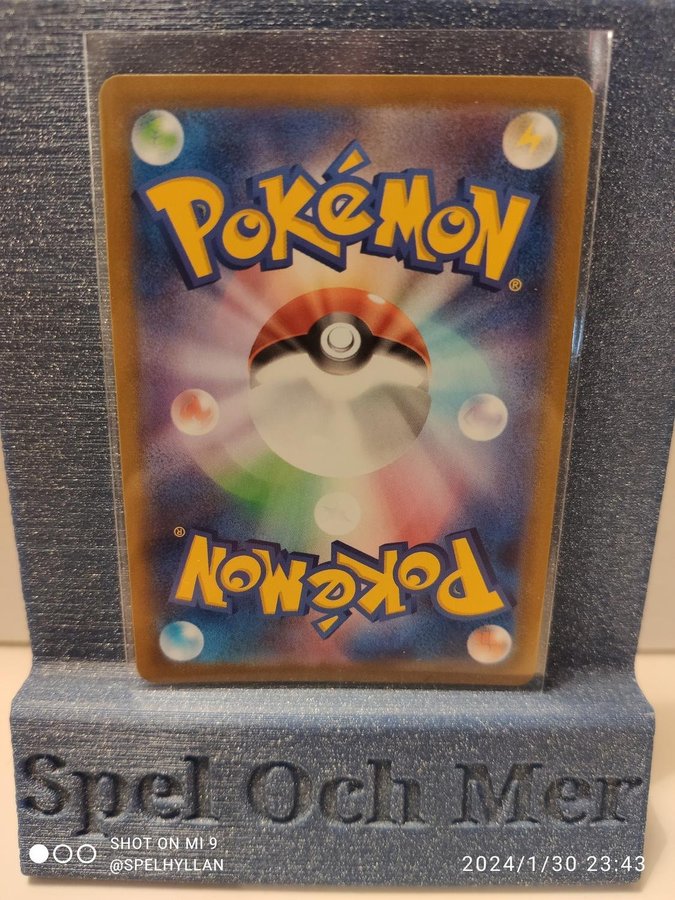 POKéMON
®
®
POKéMON
Spel Och Mer
SHOT ON MI 9
@SPELHYLLAN
2024/1/30 23:43